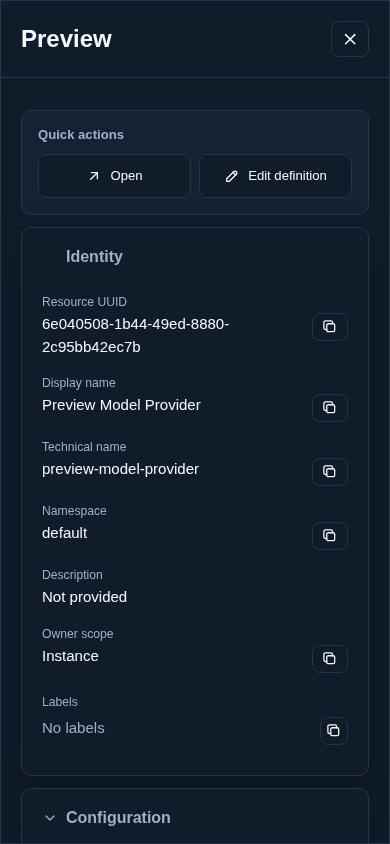 Preview
Quick actions
Open
Edit definition
Identity
Resource UUID
6e040508-1b44-49ed-8880-
2c95bb42ec7b
Display name
Preview Model Provider
Technical name
preview-model-provider
Namespace
default
Description
Not provided
Owner scope
Instance
Labels
No labels
Configuration